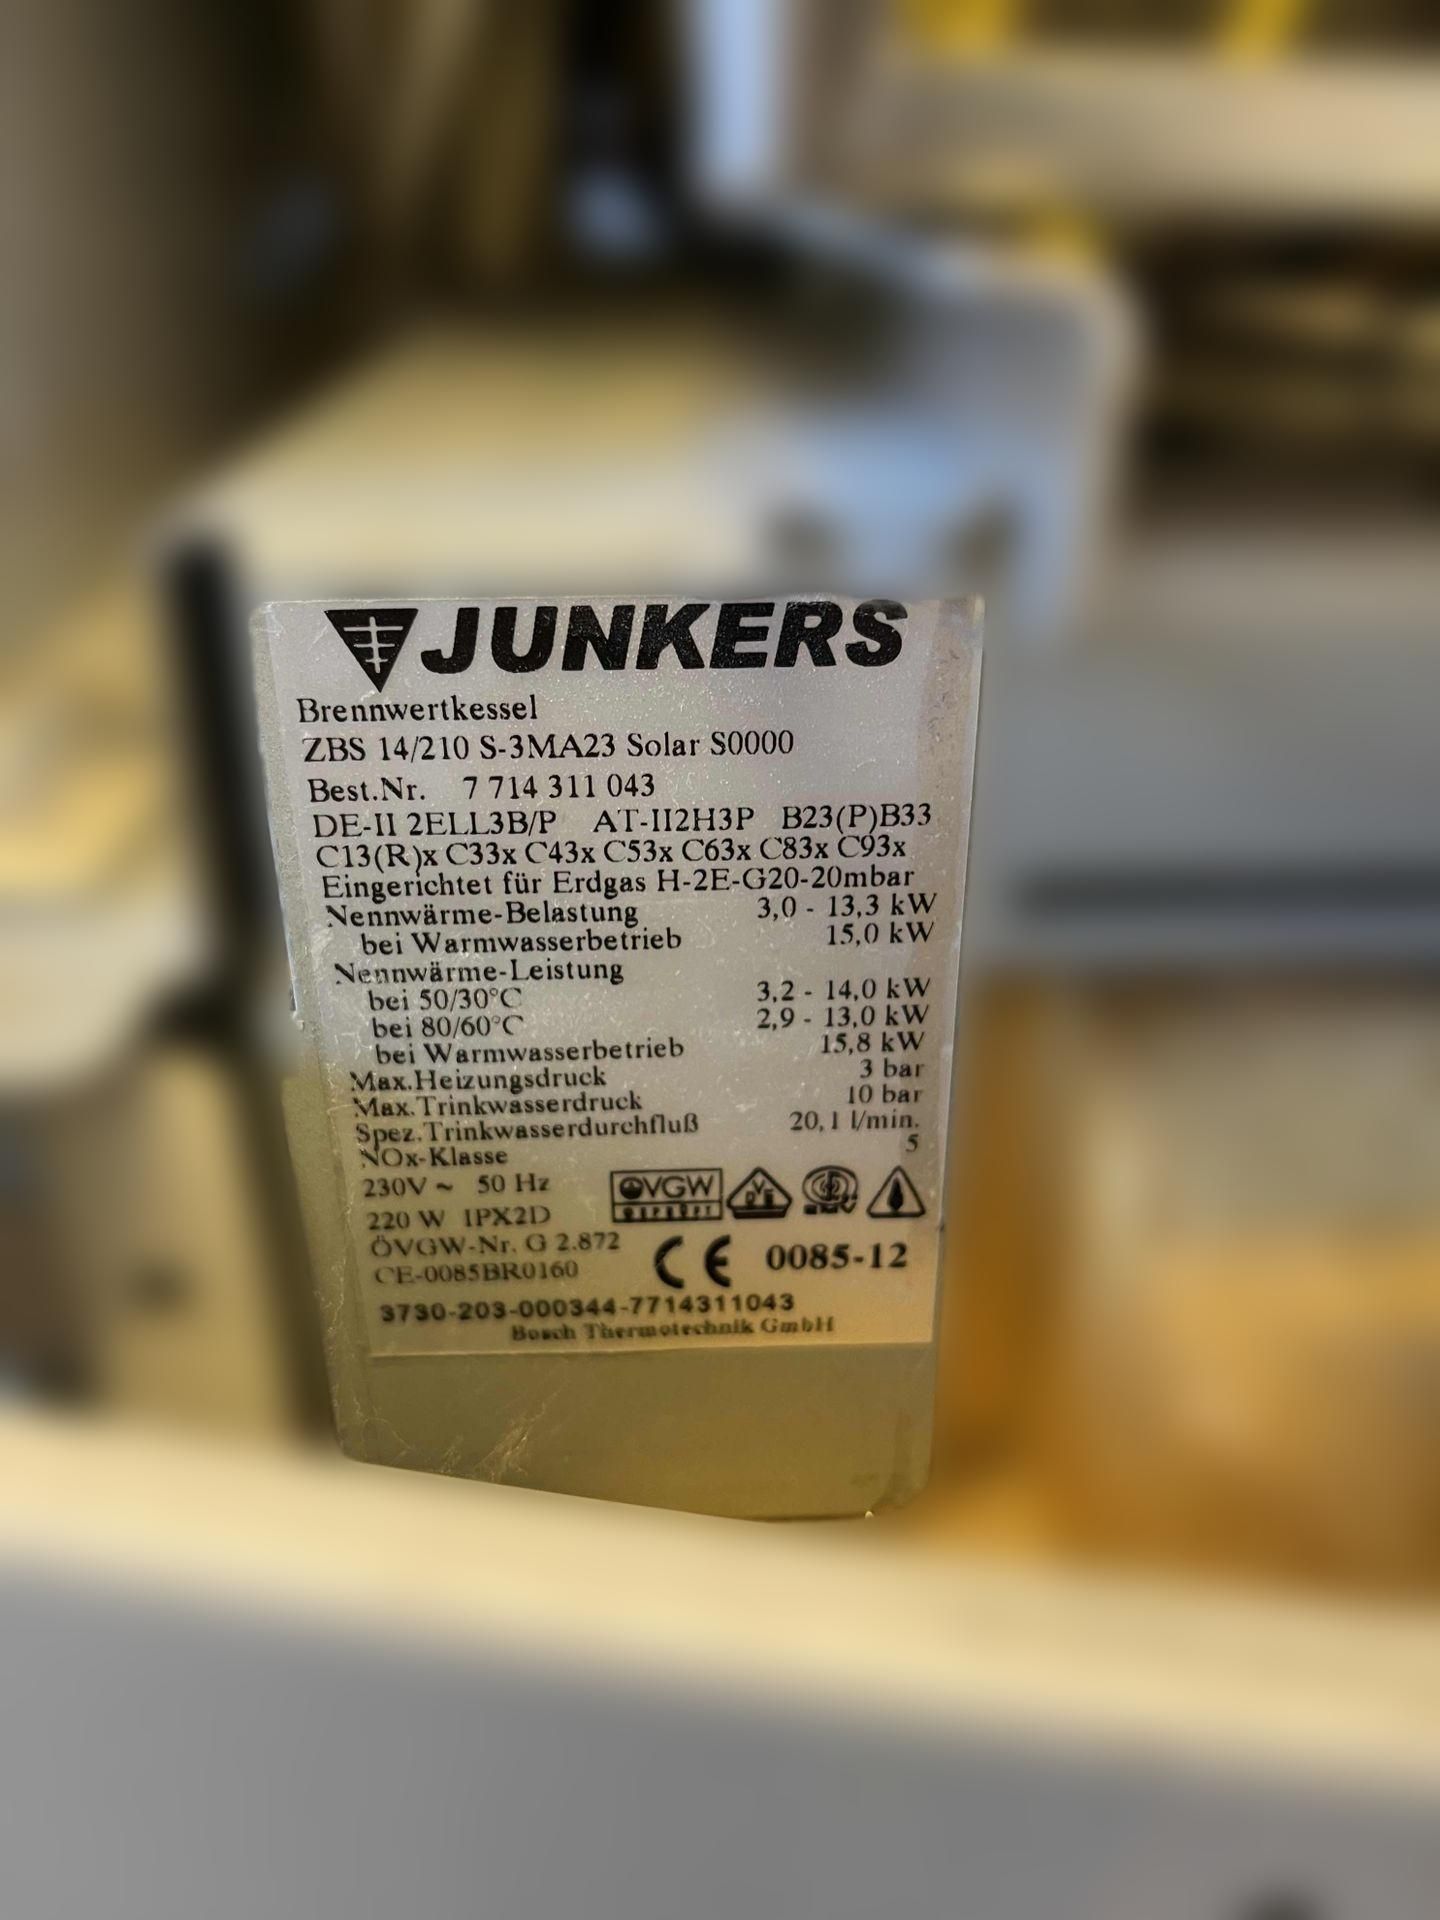 JUNKERS
Brennwertkessel
ZBS 14/210 S-3MA23 Solar S0000
Best.Nr. 7 714 311 043
DE-II 2ELL3B/P AT-II2H3P B23(P)B33
C13(R)x C33x C43x C53x C63x C83x C93x
Eingerichtet für Erdgas H-2E-G20-20mbar
Nennwärme-Belastung 3,0 - 13,3 kW
bei Warmwasserbetrieb 15,0 kW
Nennwärme-Leistung
bei 50/30°C 3,2 - 14,0 kW
bei 80/60°C 2,9 - 13,0 kW
bei Warmwasserbetrieb 15,8 kW
Max.Heizungsdruck 3 bar
Max.Trinkwasserdruck 10 bar
Spez.Trinkwasserdurchfluß 20,1 l/min.
NOx-Klasse 5
230V ~ 50 Hz
ÖVGW
GEPRÜFT
220 W IPX2D
ÖVGW-Nr. G 2.872
CE-0085BR0160
CE 0085-12
3730-203-000344-7714311043
Bosch Thermotechnik GmbH